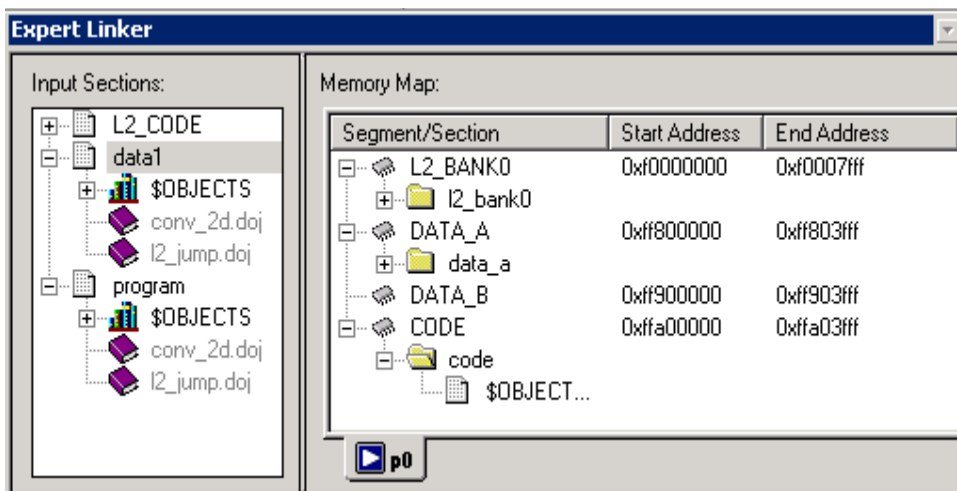 Expert Linker
Input Sections:
L2_CODE
data1
$OBJECTS
conv_2d.doj
l2_jump.doj
program
$OBJECTS
conv_2d.doj
l2_jump.doj
Memory Map:
Segment/Section Start Address End Address
L2_BANK0 0xf0000000 0xf0007fff
l2_bank0
DATA_A 0xff800000 0xff803fff
data_a
DATA_B 0xff900000 0xff903fff
CODE 0xffa00000 0xffa03fff
code
$OBJECT...
p0